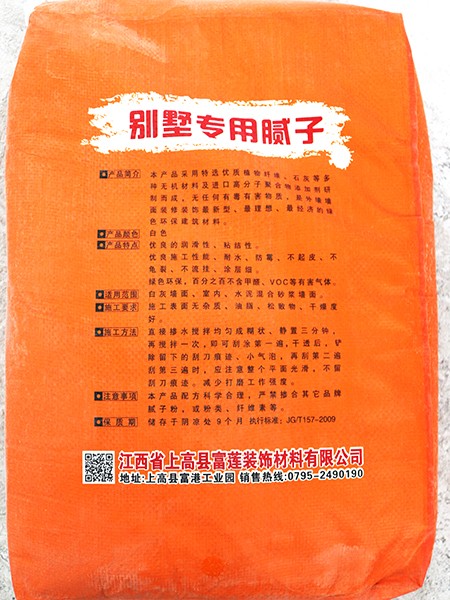 别墅专用腻子
产品简介 本产品采用特选优质植物纤维、石灰等多
种无机材料及进口高分子聚合物添加剂研
制而成，无任何有毒有害物质，是外墙墙
面装修装饰最新型、最理想、最经济的绿
色环保建筑材料。
产品颜色 白色
产品特点 优良的润滑性、粘结性。
优良施工性能、耐水、防霉、不起皮、不
龟裂、不流挂、涂层细。
绿色环保，百分之百不含甲醛、VOC等有害气体。
适用范围 白灰墙面、室内、水泥混合砂浆墙面。
施工要求 施工表面无杂质、油脂，松散物、干燥度
好。
施工方法 直接掺水搅拌均匀成糊状、静置三分钟，
再搅拌一次，即可刮涂第一遍，干透后，铲
除留下的刮刀痕迹、小气泡，再刮第二遍
刮第三遍时，应注意整个平面光滑，不留
刮刀痕迹。减少打磨工作强度。
注意事项 本产品配方科学合理，严禁掺合其它品牌
腻子粉，或粉类、纤维素等。
保质期 储存于阴凉处9个月 执行标准：JG/T157-2009
江西省上高县富莲装饰材料有限公司
地址:上高县富港工业园 销售热线:0795-2490190